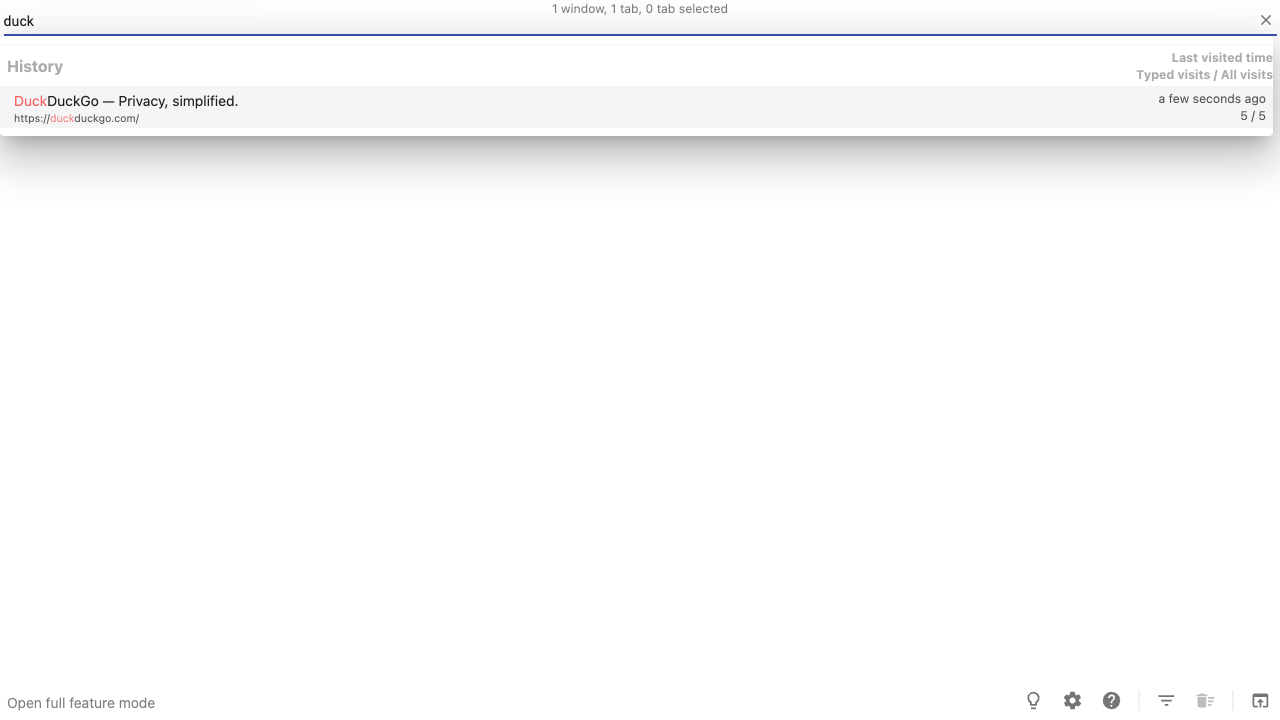 1 window, 1 tab, 0 tab selected
duck
History
Last visited time
Typed visits / All visits
DuckDuckGo — Privacy, simplified.
a few seconds ago
https://duckduckgo.com/
5 / 5
Open full feature mode